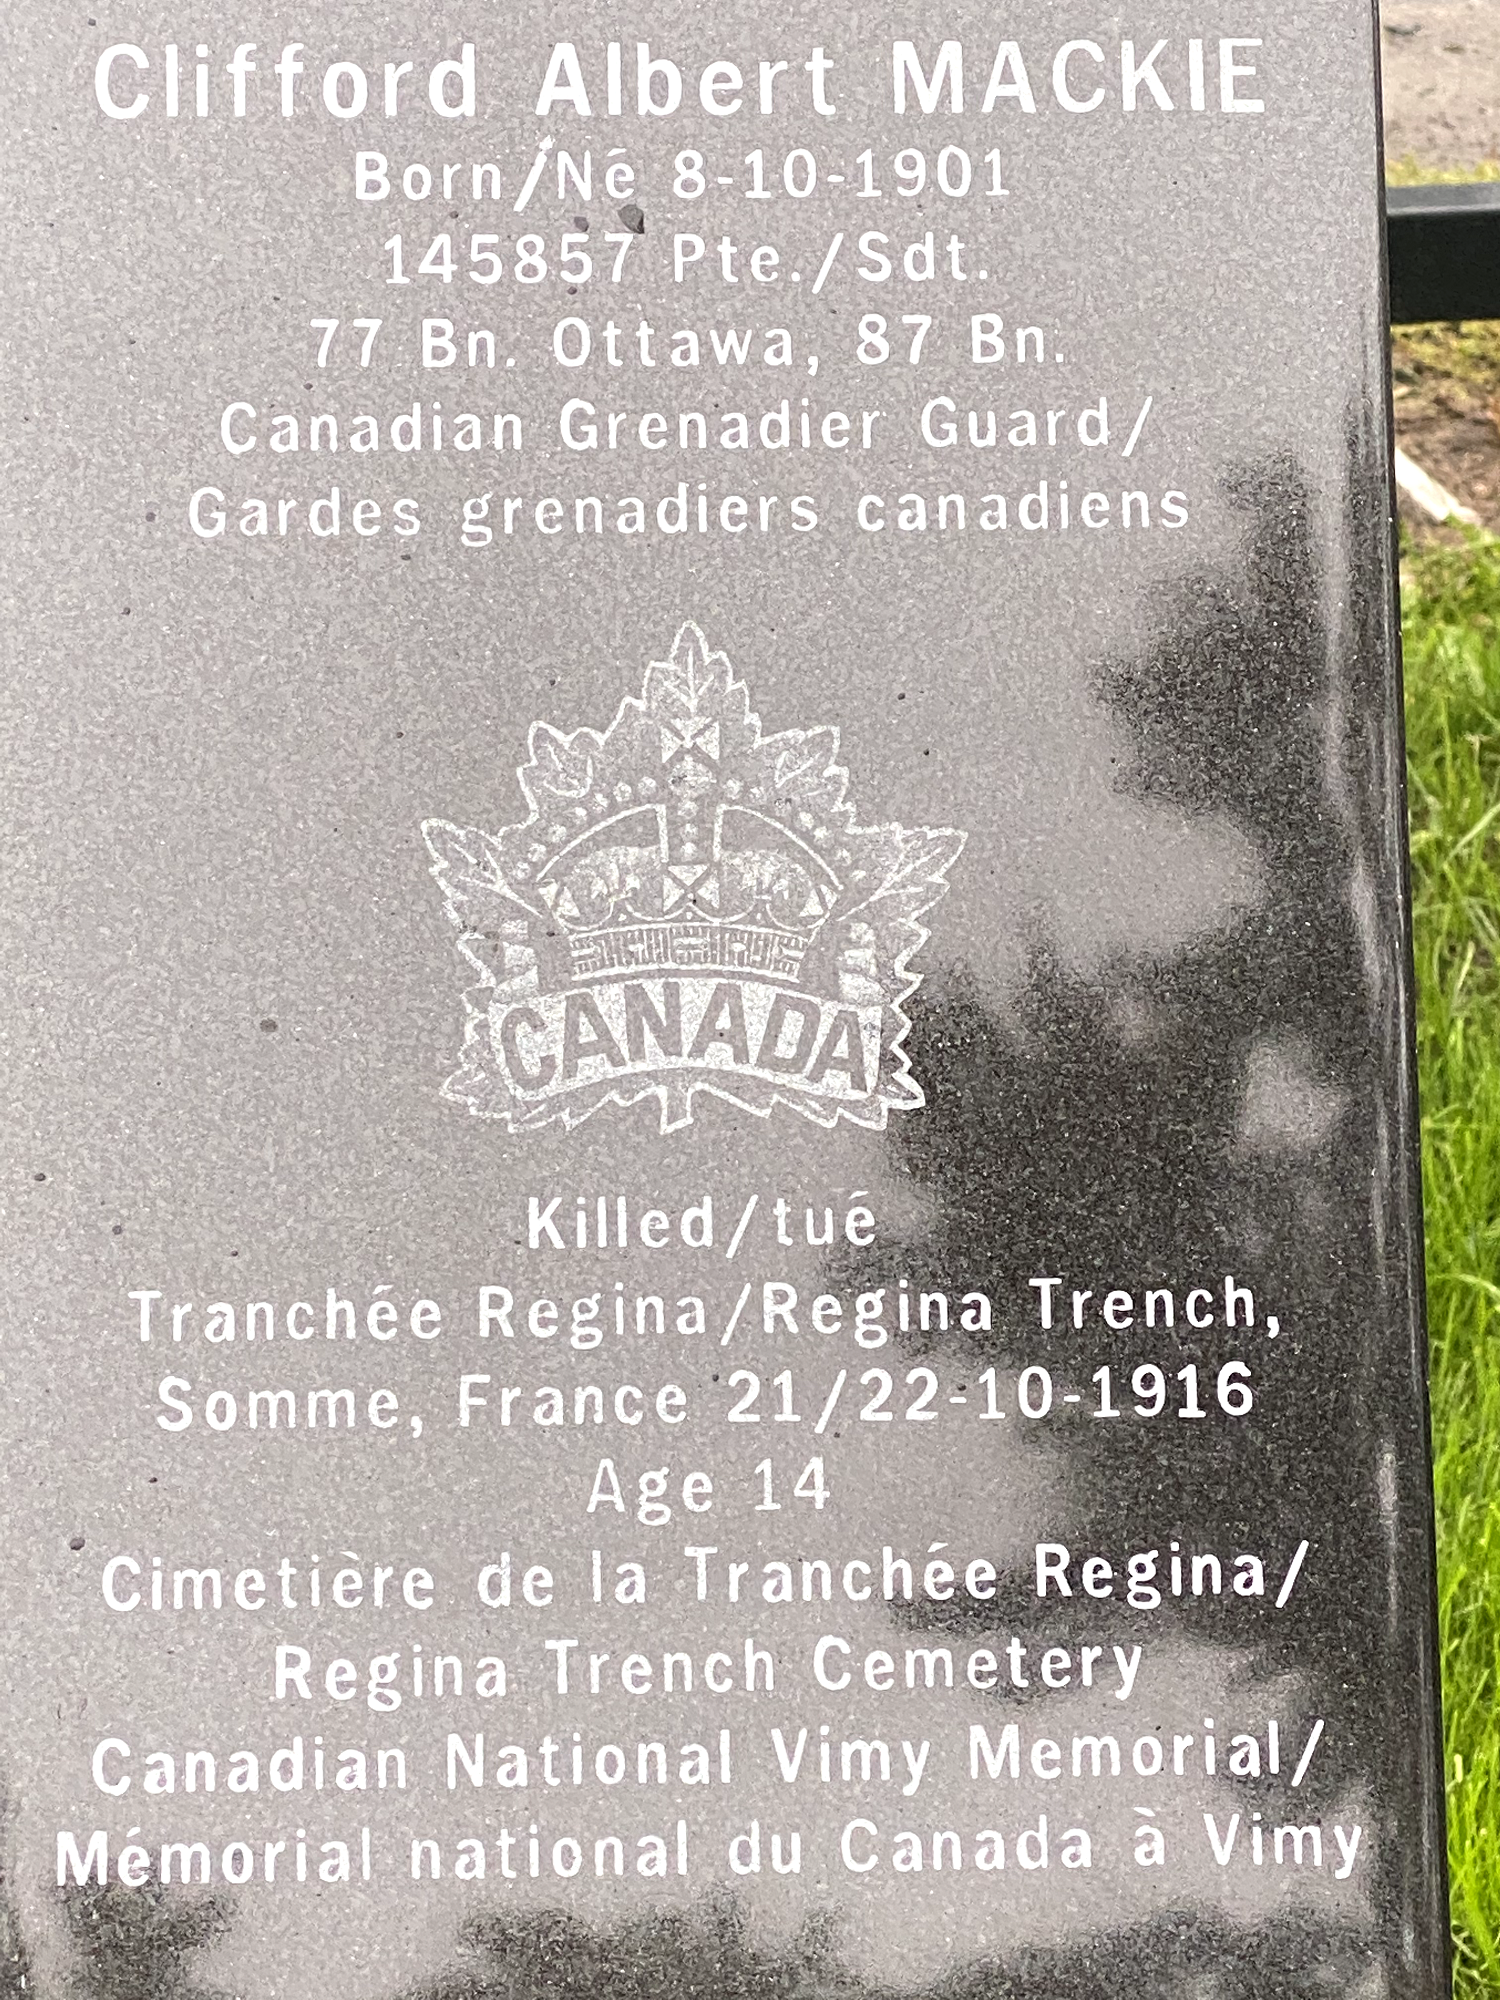 Clifford Albert MACKIE
Born/Né 8-10-1901
145857 Pte./Sdt.
77 Bn. Ottawa, 87 Bn.
Canadian Grenadier Guard/
Gardes grenadiers canadiens
CANADA
Killed/tué
Tranchée Regina/Regina Trench,
Somme, France 21/22-10-1916
Age 14
Cimetière de la Tranchée Regina/
Regina Trench Cemetery
Canadian National Vimy Memorial/
Mémorial national du Canada à Vimy